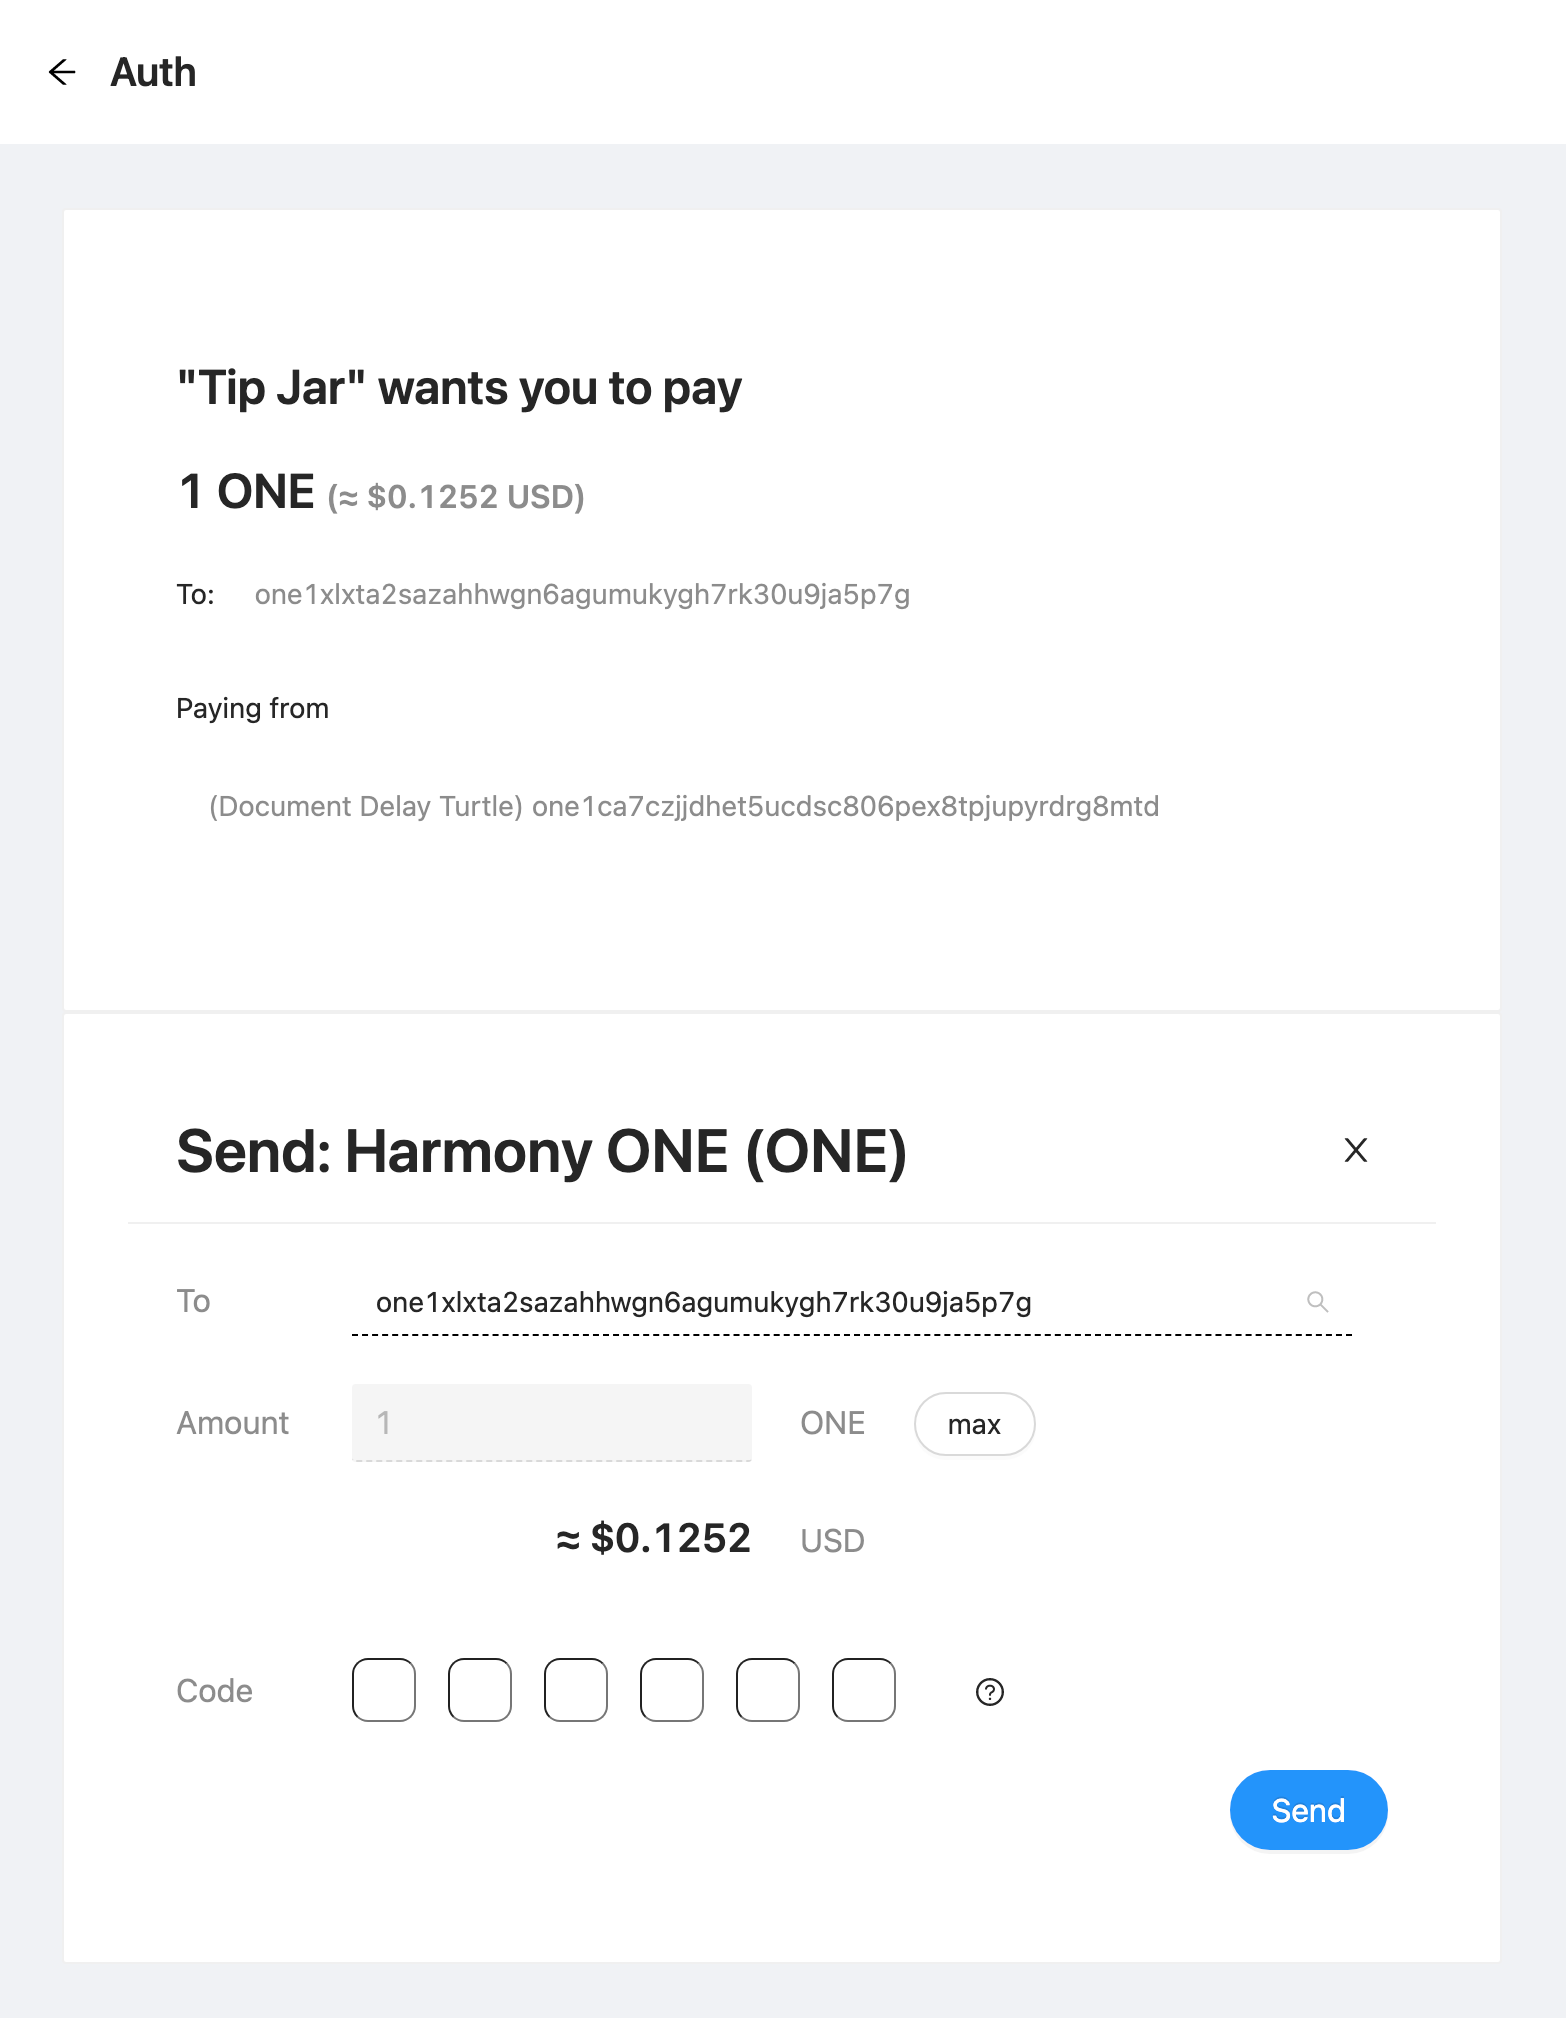 Auth
"Tip Jar" wants you to pay
1 ONE (≈ $0.1252 USD)
To: one1xlxta2sazahhwgn6agumukygh7rk30u9ja5p7g
Paying from
(Document Delay Turtle) one1ca7czjjdhet5ucdsc806pex8tpjupyrdrg8mtd
Send: Harmony ONE (ONE)
To one1xlxta2sazahhwgn6agumukygh7rk30u9ja5p7g
Amount 1 ONE max
≈ $0.1252 USD
Code
Send